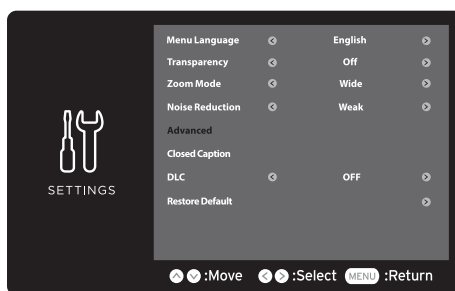 Menu Language English
Transparency Off
Zoom Mode Wide
Noise Reduction Weak
Advanced
Closed Caption
DLC OFF
Restore Default
SETTINGS
:Move :Select MENU :Return